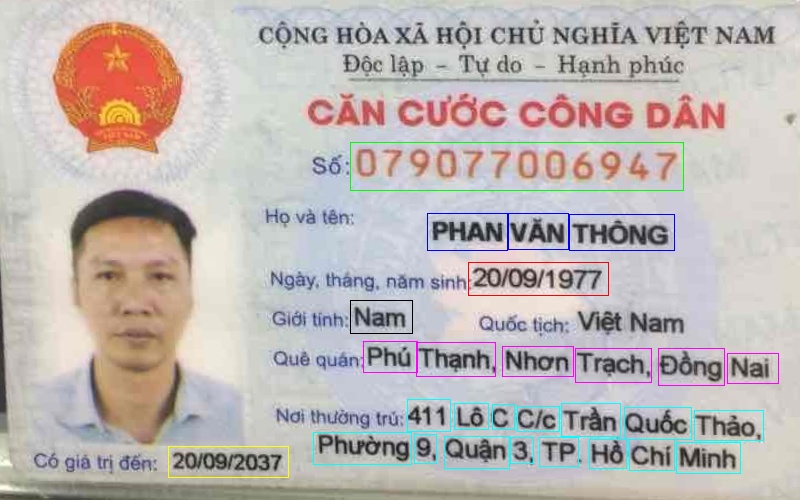 CỘNG HÒA XÃ HỘI CHỦ NGHĨA VIỆT NAM
Độc lập - Tự do - Hạnh phúc
CĂN CƯỚC CÔNG DÂN
Số: 079077006947
Họ và tên: PHAN VĂN THÔNG
Ngày, tháng, năm sinh: 20/09/1977
Giới tính: Nam Quốc tịch: Việt Nam
Quê quán: Phú Thạnh, Nhơn Trạch, Đồng Nai
Nơi thường trú: 411 Lô C C/c Trần Quốc Thảo,
Phường 9, Quận 3, TP. Hồ Chí Minh
Có giá trị đến: 20/09/2037